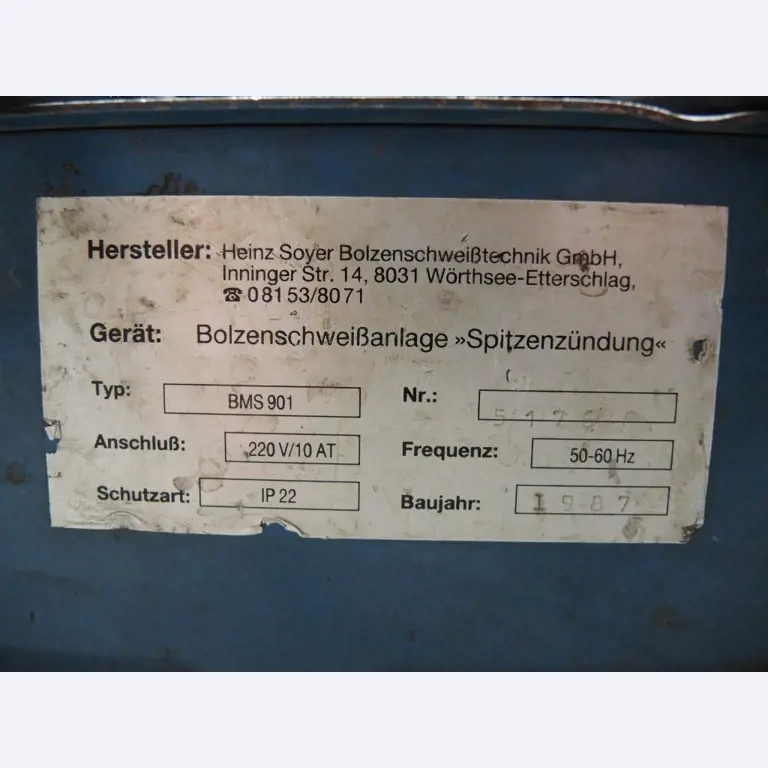 Hersteller: Heinz Soyer Bolzenschweißtechnik GmbH,
Inninger Str. 14, 8031 Wörthsee-Etterschlag,
☎ 08153/8071
Gerät: Bolzenschweißanlage »Spitzenzündung«
Typ: BMS 901 Nr.:
Anschluß: 220 V/10 AT Frequenz: 50-60 Hz
Schutzart: IP 22 Baujahr: 1987